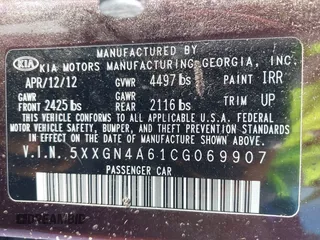 MANUFACTURED BY
KIA KIA MOTORS MANUFACTURING GEORGIA, INC.
APR/12/12 GVWR 4497 lbs PAINT IRR
GAWR FRONT 2425 lbs GAWR REAR 2116 lbs TRIM UP
THIS VEHICLE CONFORMS TO ALL APPLICABLE FEDERAL MOTOR
VEHICLE SAFETY, BUMPER, AND THEFT PREVENTION STANDARDS
IN EFFECT ON THE DATE OF MANUFACTURE SHOWN ABOVE.
V.I.N. 5XXGN4A61CG069907
PASSENGER CAR